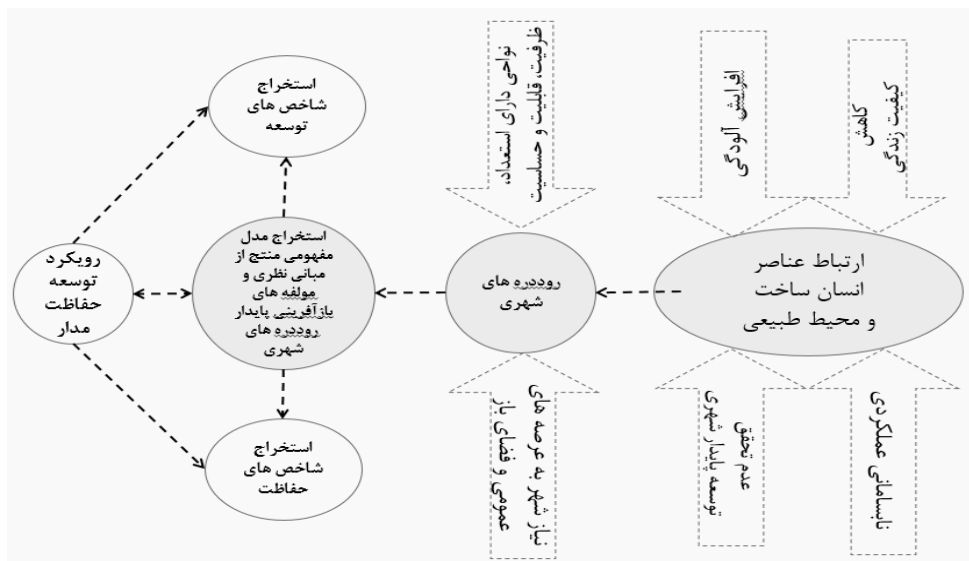 کاهش
کیفیت زندگی
افزایش آلودگی
ارتباط عناصر
انسان ساخت
و محیط طبیعی
نابسامانی عملکردی
عدم تحقق
توسعه پایدار شهری
نواحی دارای استعداد،
ظرفیت، قابلیت و حساسیت
روددره های
شهری
نیاز شهر به عرصه های
عمومی و فضای باز
استخراج مدل
مفهومی منتج از
مبانی نظری و
مولفه های
بازآفرینی پایدار
روددره های
شهری
استخراج
شاخص های
توسعه
رویکرد
توسعه
حفاظت
مدار
استخراج
شاخص های
حفاظت